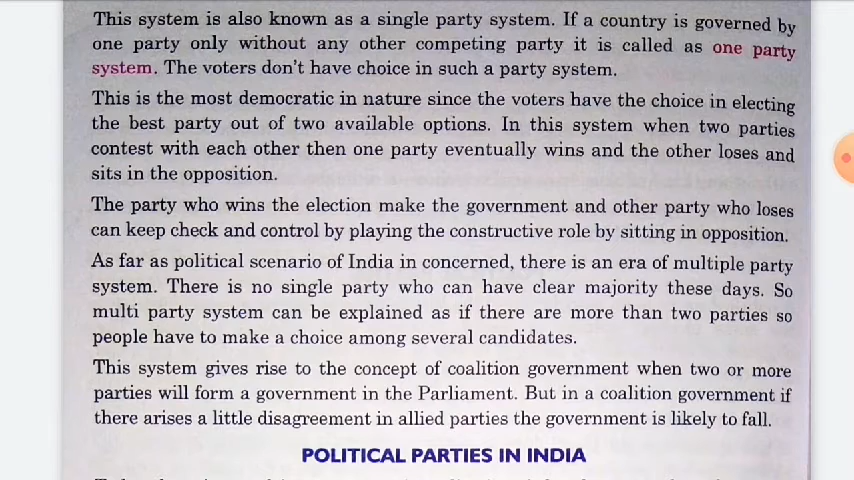 This system is also known as a single party system. If a country is governed by
one party only without any other competing party it is called as one party
system. The voters don't have choice in such a party system.
This is the most democratic in nature since the voters have the choice in electing
the best party out of two available options. In this system when two parties
contest with each other then one party eventually wins and the other loses and
sits in the opposition.
The party who wins the election make the government and other party who loses
can keep check and control by playing the constructive role by sitting in opposition.
As far as political scenario of India in concerned, there is an era of multiple party
system. There is no single party who can have clear majority these days. So
multi party system can be explained as if there are more than two parties so
people have to make a choice among several candidates.
This system gives rise to the concept of coalition government when two or more
parties will form a government in the Parliament. But in a coalition government if
there arises a little disagreement in allied parties the government is likely to fall.
POLITICAL PARTIES IN INDIA